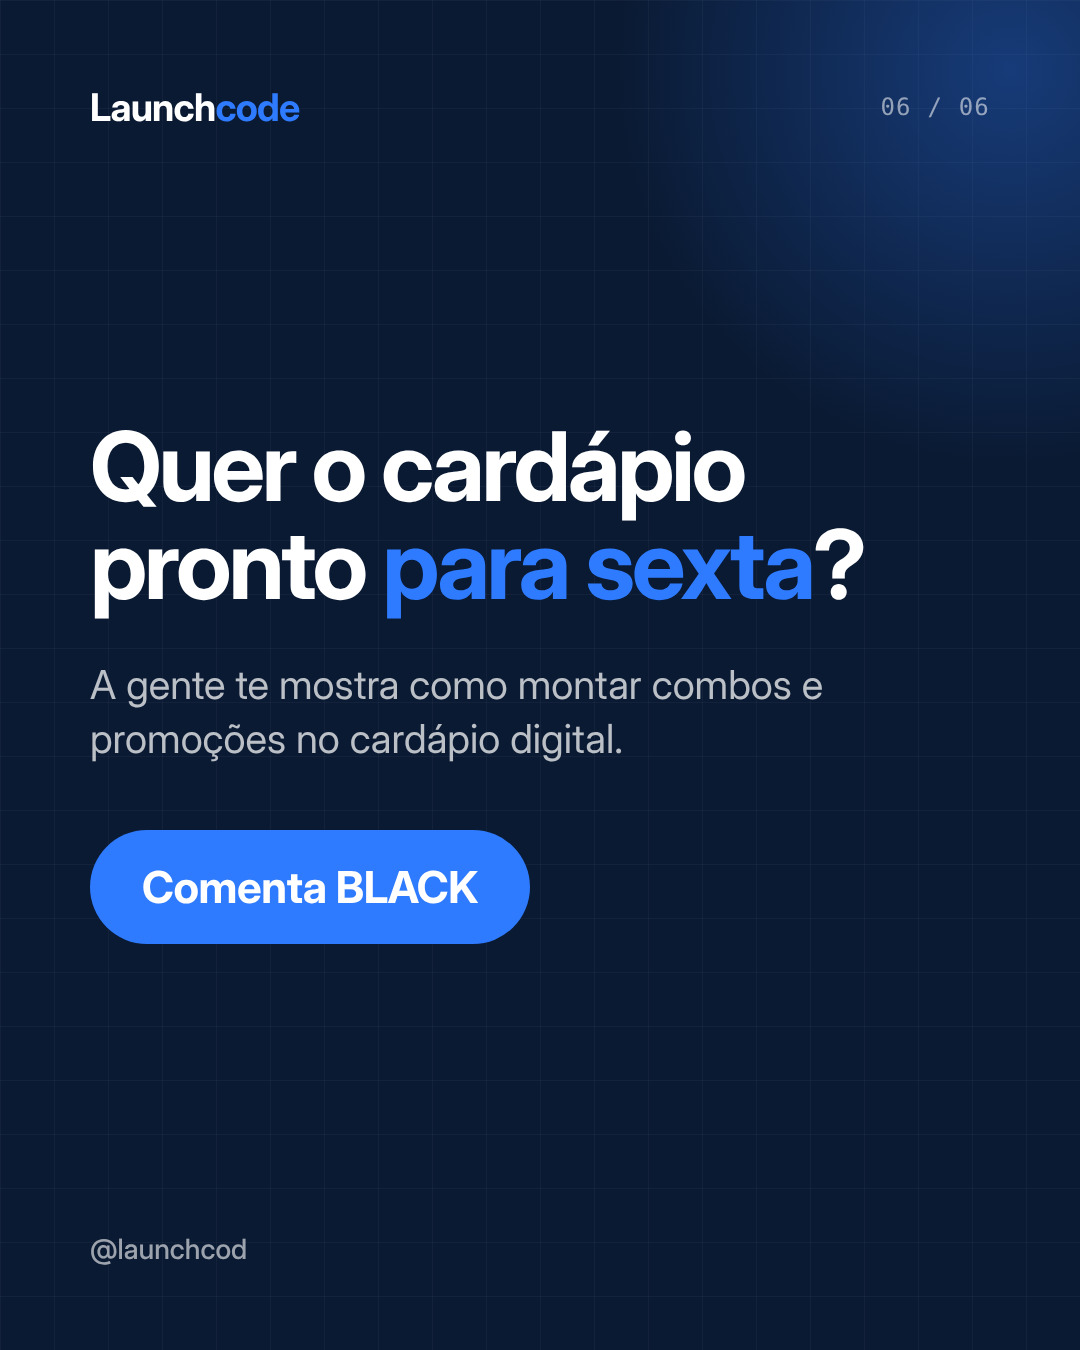 Launchcode
06 / 06
Quer o cardápio
pronto para sexta?
A gente te mostra como montar combos e
promoções no cardápio digital.
Comenta BLACK
@launchcod